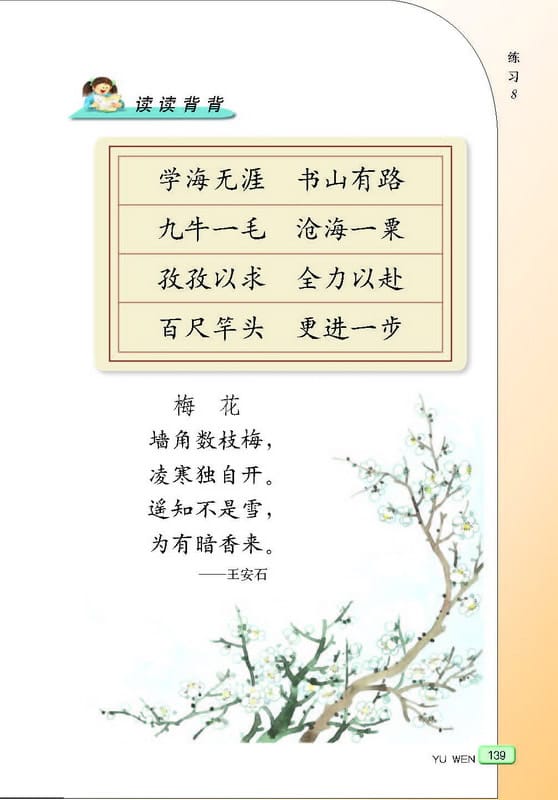 练习8
读读背背
学海无涯 书山有路
九牛一毛 沧海一粟
孜孜以求 全力以赴
百尺竿头 更进一步
梅 花
墙角数枝梅，
凌寒独自开。
遥知不是雪，
为有暗香来。
——王安石
YU WEN 139